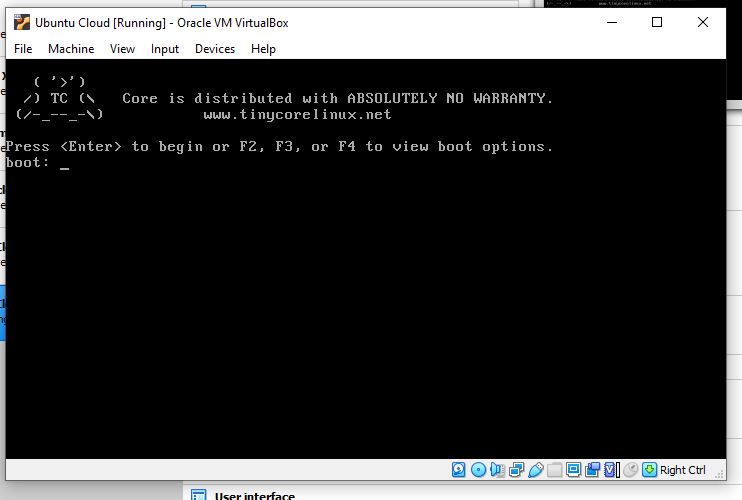 Ubuntu Cloud [Running] - Oracle VM VirtualBox
File Machine View Input Devices Help
( '>')
/) TC (\ Core is distributed with ABSOLUTELY NO WARRANTY.
(/-_--_-\) www.tinycorelinux.net
Press <Enter> to begin or F2, F3, or F4 to view boot options.
boot: _
Right Ctrl
User interface